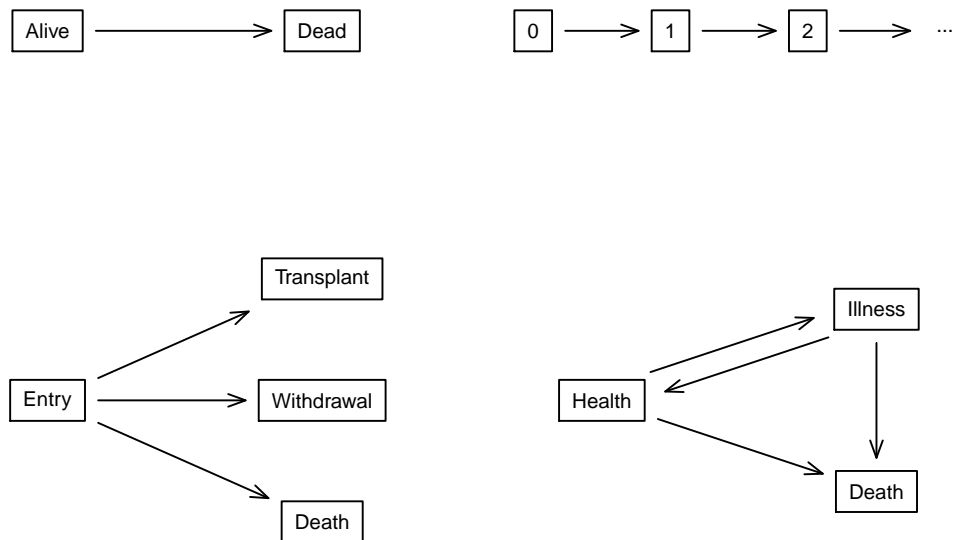 Alive
Dead
0
1
2
...
Transplant
Entry
Withdrawal
Death
Illness
Health
Death